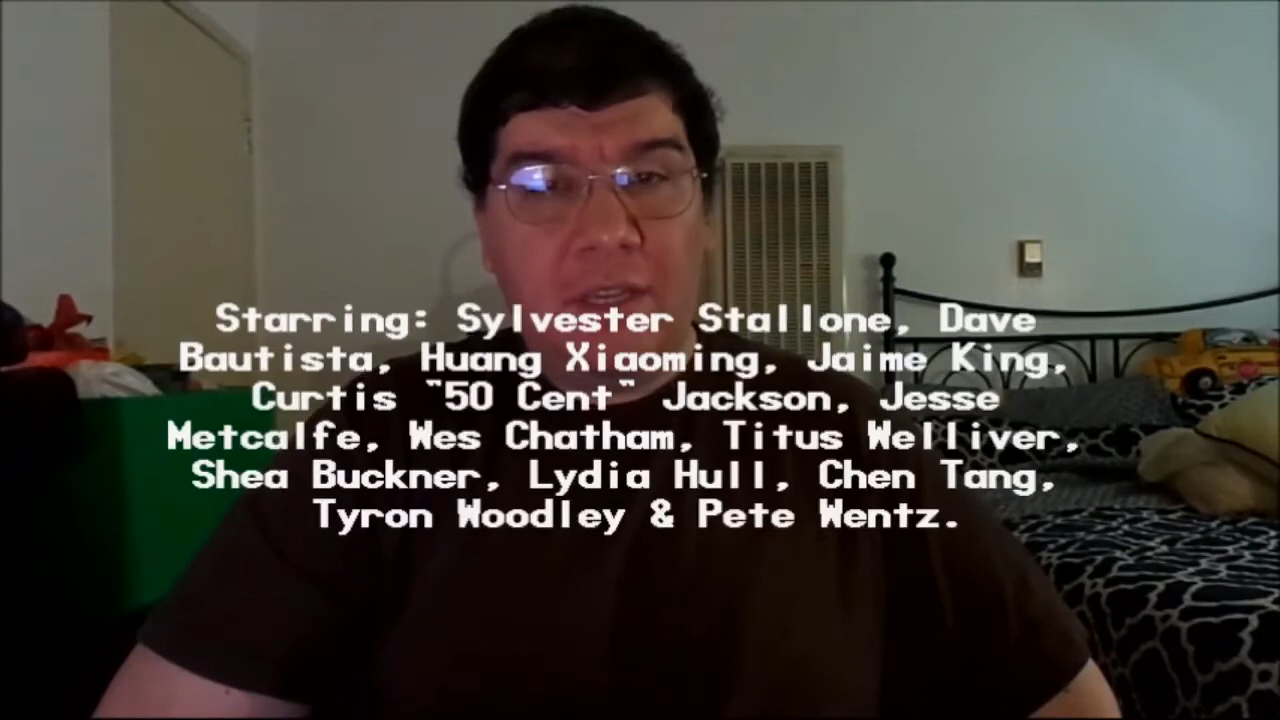 Starring: Sylvester Stallone, Dave
Bautista, Huang Xiaoming, Jaime King,
Curtis "50 Cent" Jackson, Jesse
Metcalfe, Wes Chatham, Titus Welliver,
Shea Buckner, Lydia Hull, Chen Tang,
Tyron Woodley & Pete Wentz.